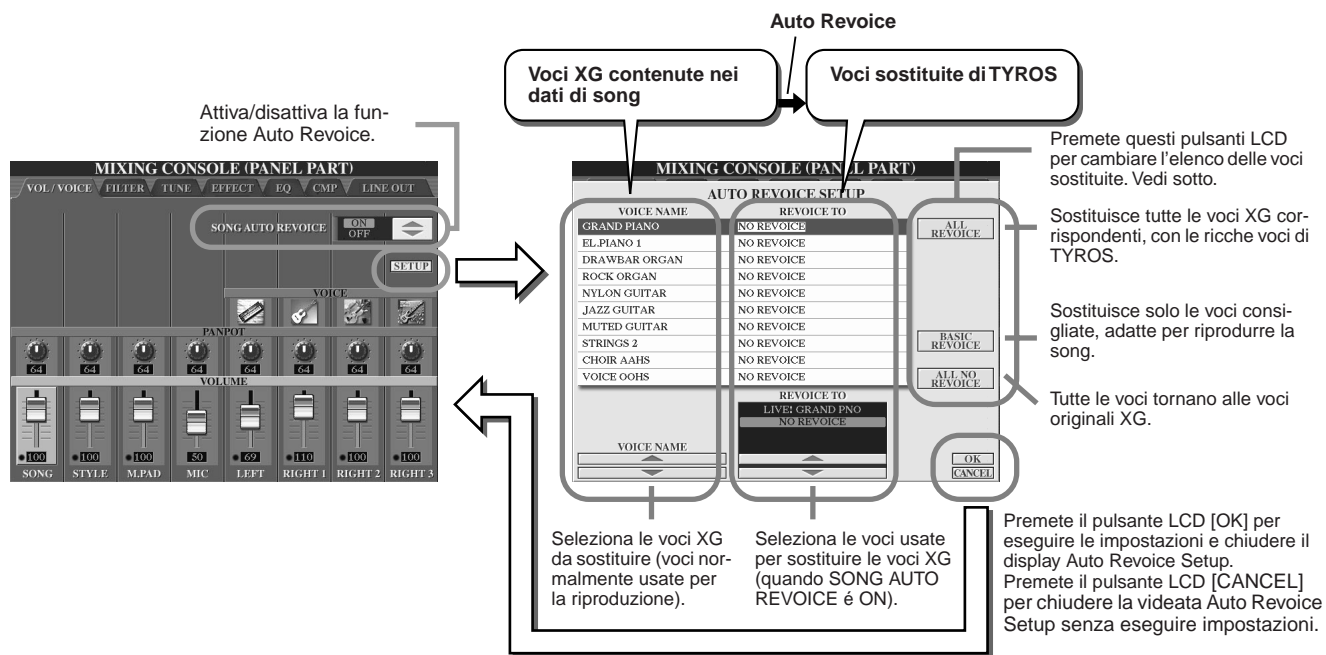 Auto Revoice
Voci XG contenute nei
dati di song
Voci sostituite di TYROS
Attiva/disattiva la fun-
zione Auto Revoice.
MIXING CONSOLE (PANEL PART)
VOL / VOICE FILTER TUNE EFFECT EQ CMP LINE OUT
SONG AUTO REVOICE ON
OFF
SETUP
VOICE
PANPOT
64 64 64 64 64 64 64 64
VOLUME
100 100 100 50 69 110 100 100
SONG STYLE M.PAD MIC LEFT RIGHT 1 RIGHT 2 RIGHT 3
MIXING CONSOLE (PANEL PART)
AUTO REVOICE SETUP
VOICE NAME REVOICE TO
GRAND PIANO NO REVOICE
EL.PIANO 1 NO REVOICE
DRAWBAR ORGAN NO REVOICE
ROCK ORGAN NO REVOICE
NYLON GUITAR NO REVOICE
JAZZ GUITAR NO REVOICE
MUTED GUITAR NO REVOICE
STRINGS 2 NO REVOICE
CHOIR AAHS NO REVOICE
VOICE OOHS NO REVOICE
REVOICE TO
LIVE! GRAND PNO
NO REVOICE
VOICE NAME
ALL
REVOICE
BASIC
REVOICE
ALL NO
REVOICE
OK
CANCEL
Premete questi pulsanti LCD
per cambiare l'elenco delle voci
sostituite. Vedi sotto.
Sostituisce tutte le voci XG cor-
rispondenti, con le ricche voci di
TYROS.
Sostituisce solo le voci consi-
gliate, adatte per riprodurre la
song.
Tutte le voci tornano alle voci
originali XG.
Seleziona le voci XG
da sostituire (voci nor-
malmente usate per
la riproduzione).
Seleziona le voci usate
per sostituire le voci XG
(quando SONG AUTO
REVOICE é ON).
Premete il pulsante LCD [OK] per
eseguire le impostazioni e chiudere il
display Auto Revoice Setup.
Premete il pulsante LCD [CANCEL]
per chiudere la videata Auto Revoice
Setup senza eseguire impostazioni.